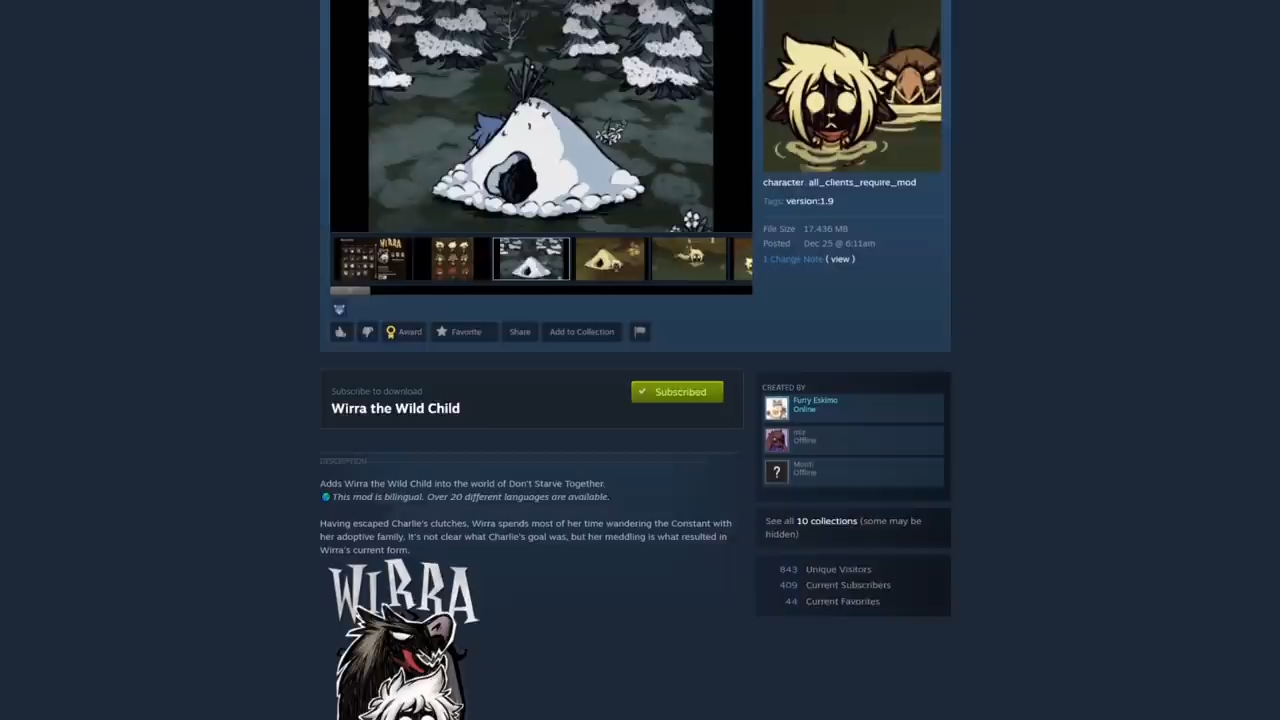 WIRRA
character, all_clients_require_mod
Tags: version:1.9
File Size 17.436 MB
Posted Dec 25 @ 6:11am
1 Change Note ( view )
Award
Favorite
Share
Add to Collection
Subscribe to download
Wirra the Wild Child
Subscribed
CREATED BY
Furry Eskimo
Online
Offline
Offline
?
DESCRIPTION
Adds Wirra the Wild Child into the world of Don't Starve Together.
This mod is bilingual. Over 20 different languages are available.
Having escaped Charlie's clutches, Wirra spends most of her time wandering the Constant with
her adoptive family. It's not clear what Charlie's goal was, but her meddling is what resulted in
Wirra's current form.
See all 10 collections (some may be
hidden)
843 Unique Visitors
409 Current Subscribers
44 Current Favorites
WIRRA